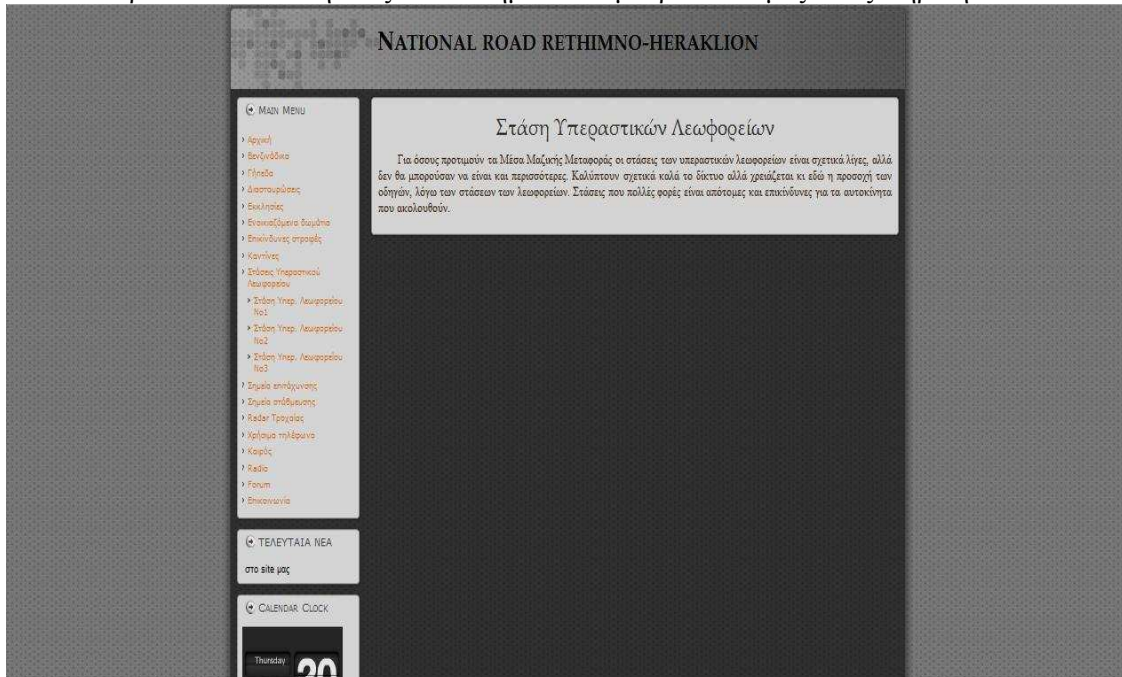 NATIONAL ROAD RETHIMNO-HERAKLION
MAIN MENU
Αρχική
Βενζινάδικα
Γήπεδα
Διασταυρώσεις
Εκκλησίες
Ενοικιαζόμενα δωμάτια
Επικίνδυνες στροφές
Καντίνες
Στάσεις Υπεραστικού
Λεωφορείου
Στάση Υπερ. Λεωφορείου
Νο1
Στάση Υπερ. Λεωφορείου
Νο2
Στάση Υπερ. Λεωφορείου
Νο3
Σημεία επιτάχυνσης
Σημεία στάθμευσης
Radar Τροχαίας
Χρήσιμα τηλέφωνα
Καιρός
Radio
Forum
Επικοινωνία
ΤΕΛΕΥΤΑΙΑ ΝΕΑ
στο site μας
CALENDAR CLOCK
Thursday
Στάση Υπεραστικών Λεωφορείων
Για όσους προτιμούν τα Μέσα Μαζικής Μεταφοράς οι στάσεις των υπεραστικών λεωφορείων είναι σχετικά λίγες, αλλά
δεν θα μπορούσαν να είναι και περισσότερες. Καλύπτουν σχετικά καλά το δίκτυο αλλά χρειάζεται κι εδώ η προσοχή των
οδηγών, λόγω των στάσεων των λεωφορείων. Στάσεις που πολλές φορές είναι απότομες και επικίνδυνες για τα αυτοκίνητα
που ακολουθούν.